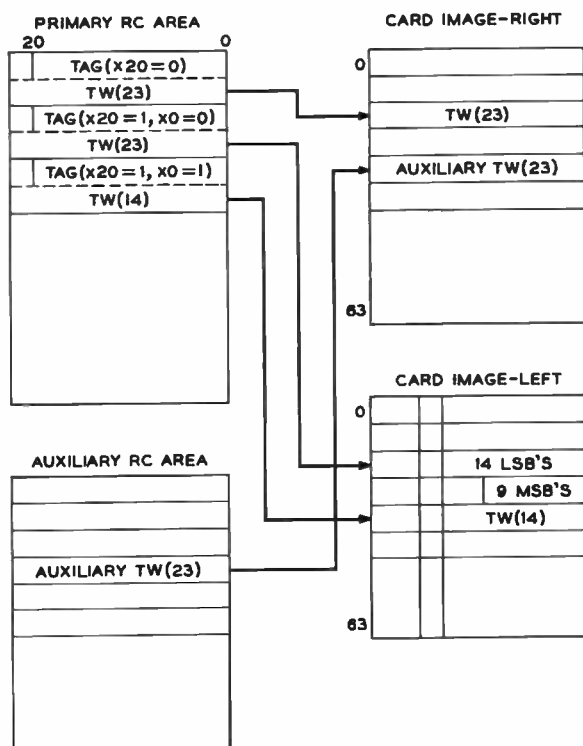 PRIMARY RC AREA
20 0
TAG(X20=0)
TW(23)
TAG(X20=1, X0=0)
TW(23)
TAG(X20=1, X0=1)
TW(14)
AUXILIARY RC AREA
AUXILIARY TW(23)
CARD IMAGE-RIGHT
0
TW(23)
AUXILIARY TW(23)
63
CARD IMAGE-LEFT
0
14 LSB'S
9 MSB'S
TW(14)
63